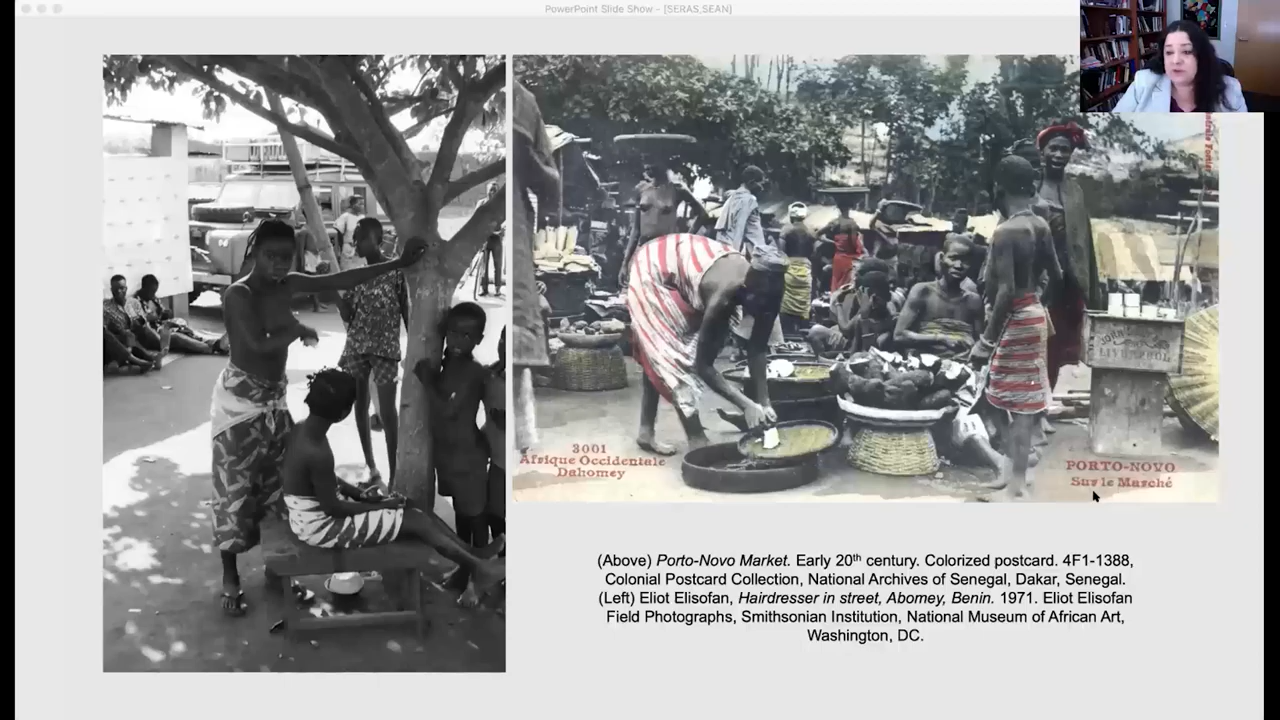 PowerPoint Slide Show - [SERAS,SEAN]
3001
Afrique Occidentale
Dahomey
LIVERPOOL
PORTO-NOVO
Sur le Marché
(Above) Porto-Novo Market. Early 20th century. Colorized postcard. 4F1-1388,
Colonial Postcard Collection, National Archives of Senegal, Dakar, Senegal.
(Left) Eliot Elisofan, Hairdresser in street, Abomey, Benin. 1971. Eliot Elisofan
Field Photographs, Smithsonian Institution, National Museum of African Art,
Washington, DC.